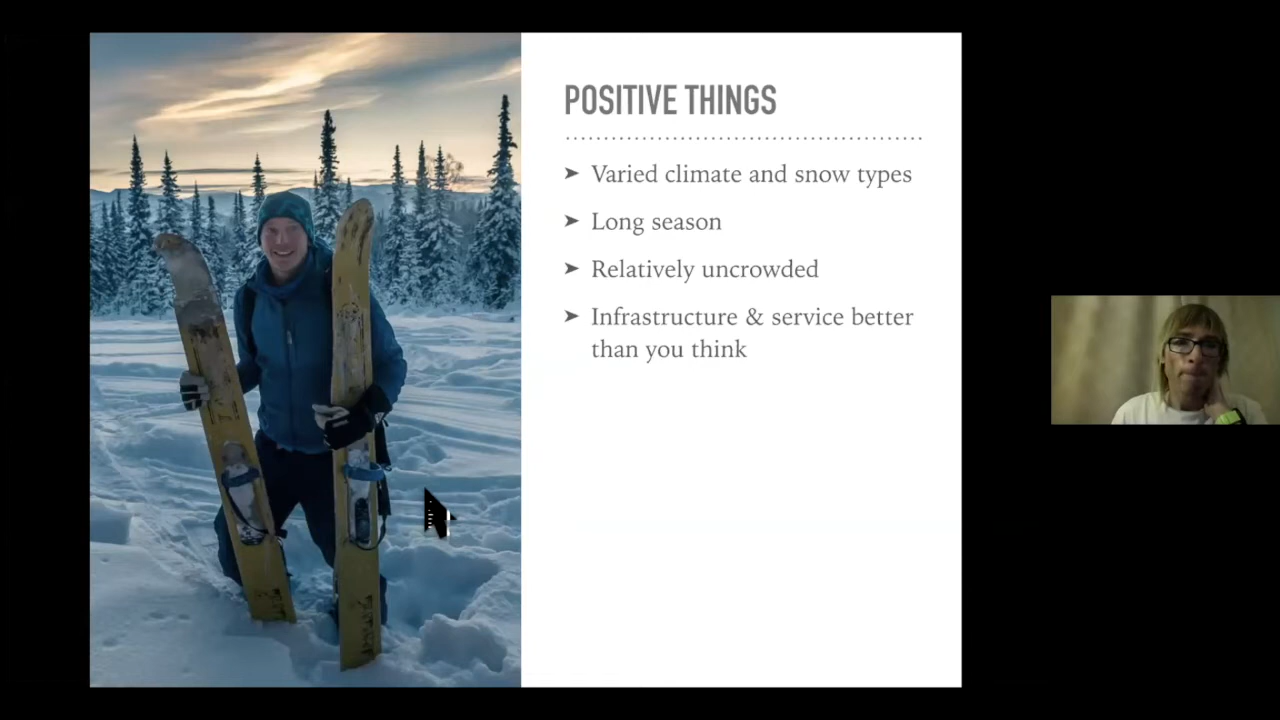 POSITIVE THINGS
➤ Varied climate and snow types
➤ Long season
➤ Relatively uncrowded
➤ Infrastructure & service better
than you think